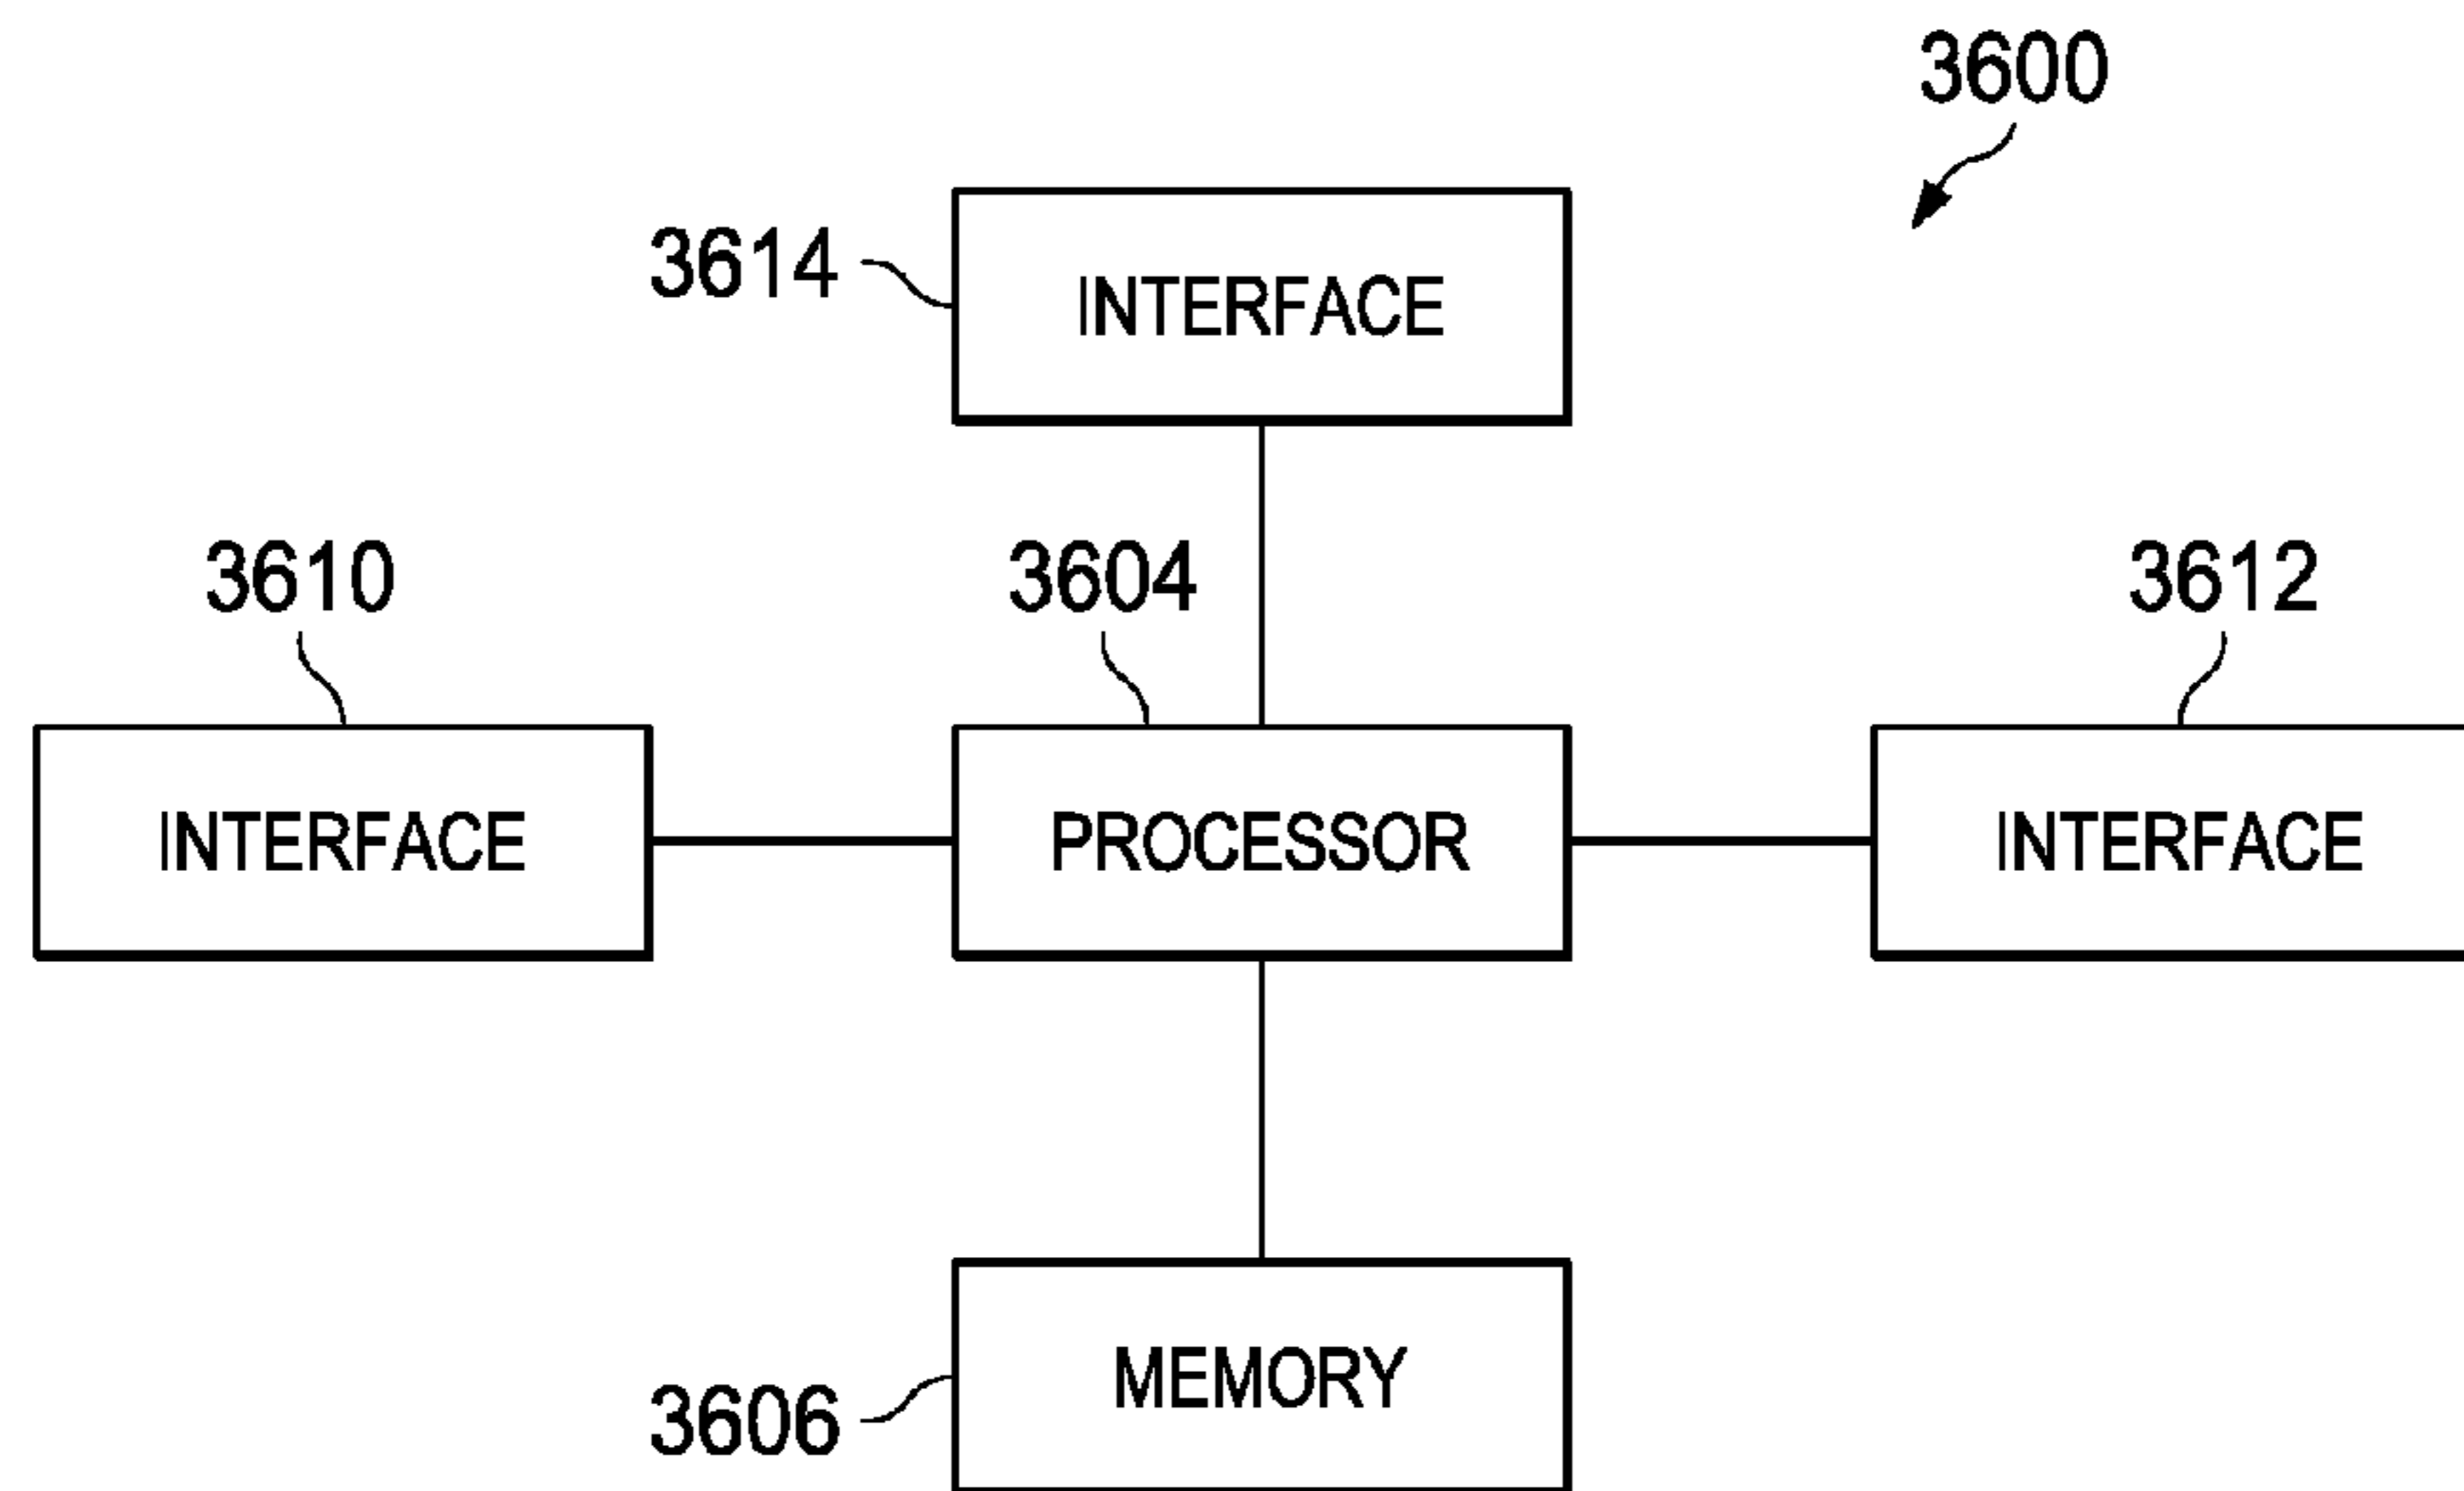 3600
3614
INTERFACE
3610
3604
3612
INTERFACE
PROCESSOR
INTERFACE
MEMORY
3606